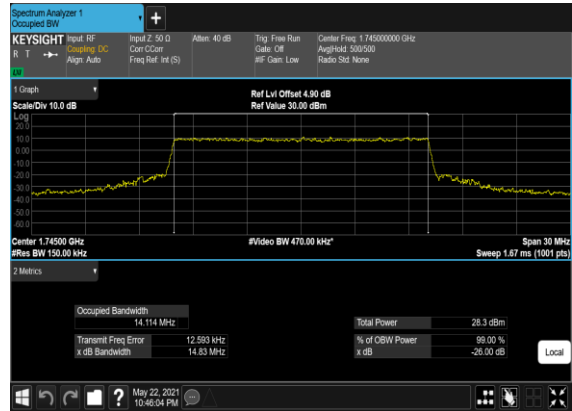 Spectrum Analyzer 1
Occupied BW
+
KEYSIGHT Input: RF Input Z: 50 Ω Atten: 40 dB Trig: Free Run Center Freq: 1.745000000 GHz
R T Coupling: DC Corr CCorr Gate: Off Avg|Hold: 500/500
Align: Auto Freq Ref: Int (S) #IF Gain: Low Radio Std: None
1 Graph
Ref Lvl Offset 4.90 dB
Scale/Div 10.0 dB Ref Value 30.00 dBm
Log
20.0
10.0
0.00
-10.0
-20.0
-30.0
-40.0
-50.0
-60.0
Center 1.74500 GHz #Video BW 470.00 kHz* Span 30 MHz
#Res BW 150.00 kHz Sweep 1.67 ms (1001 pts)
2 Metrics
Occupied Bandwidth
14.114 MHz Total Power 28.3 dBm
Transmit Freq Error 12.593 kHz % of OBW Power 99.00 %
x dB Bandwidth 14.83 MHz x dB -26.00 dB
Local
?
May 22, 2021
10:46:04 PM